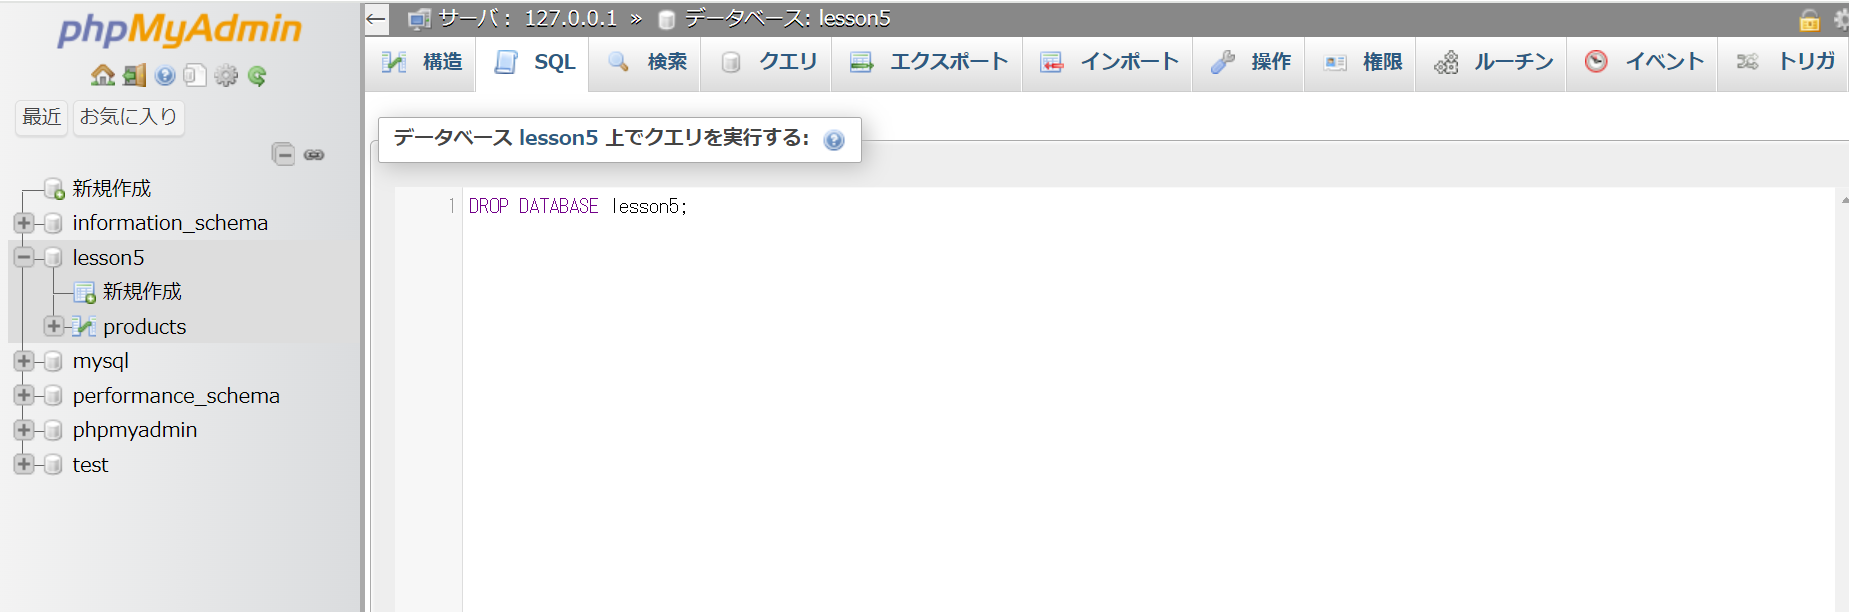 phpMyAdmin
最近 お気に入り
新規作成
information_schema
lesson5
新規作成
products
mysql
performance_schema
phpmyadmin
test
← サーバ: 127.0.0.1 » データベース: lesson5
構造 SQL 検索 クエリ エクスポート インポート 操作 権限 ルーチン イベント トリガ
データベース lesson5 上でクエリを実行する:
1 DROP DATABASE lesson5;